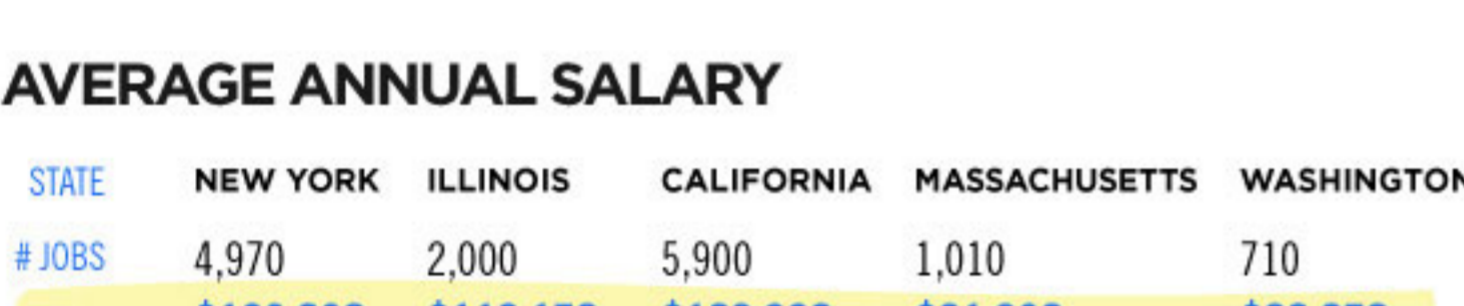 AVERAGE ANNUAL SALARY
STATE NEW YORK ILLINOIS CALIFORNIA MASSACHUSETTS WASHINGTON
# JOBS 4,970 2,000 5,900 1,010 710